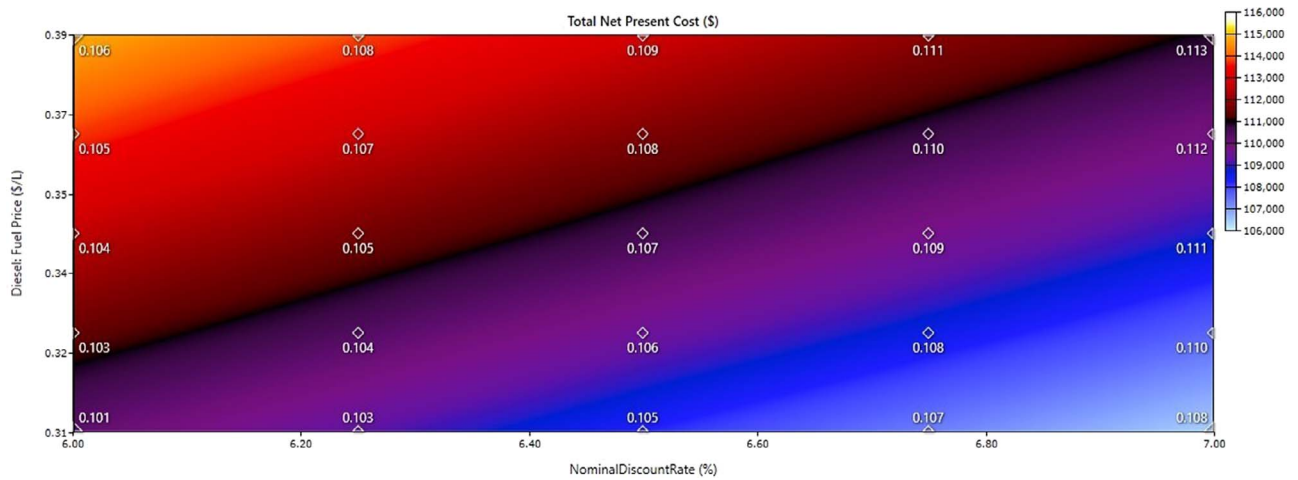 Total Net Present Cost ($)
116,000
115,000
114,000
113,000
112,000
111,000
110,000
109,000
108,000
107,000
106,000
Diesel: Fuel Price ($/L)
0.39
0.37
0.35
0.34
0.32
0.31
0.106 0.108 0.109 0.111 0.113
0.105 0.107 0.108 0.110 0.112
0.104 0.105 0.107 0.109 0.111
0.103 0.104 0.106 0.108 0.110
0.101 0.103 0.105 0.107 0.108
6.00 6.20 6.40 6.60 6.80 7.00
NominalDiscountRate (%)